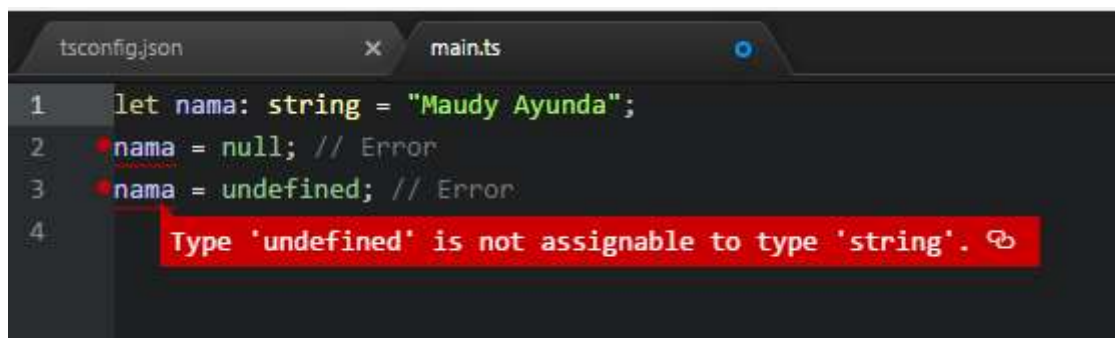 tsconfig.json × main.ts
1 let nama: string = "Maudy Ayunda";
2 nama = null; // Error
3 nama = undefined; // Error
4 Type 'undefined' is not assignable to type 'string'.